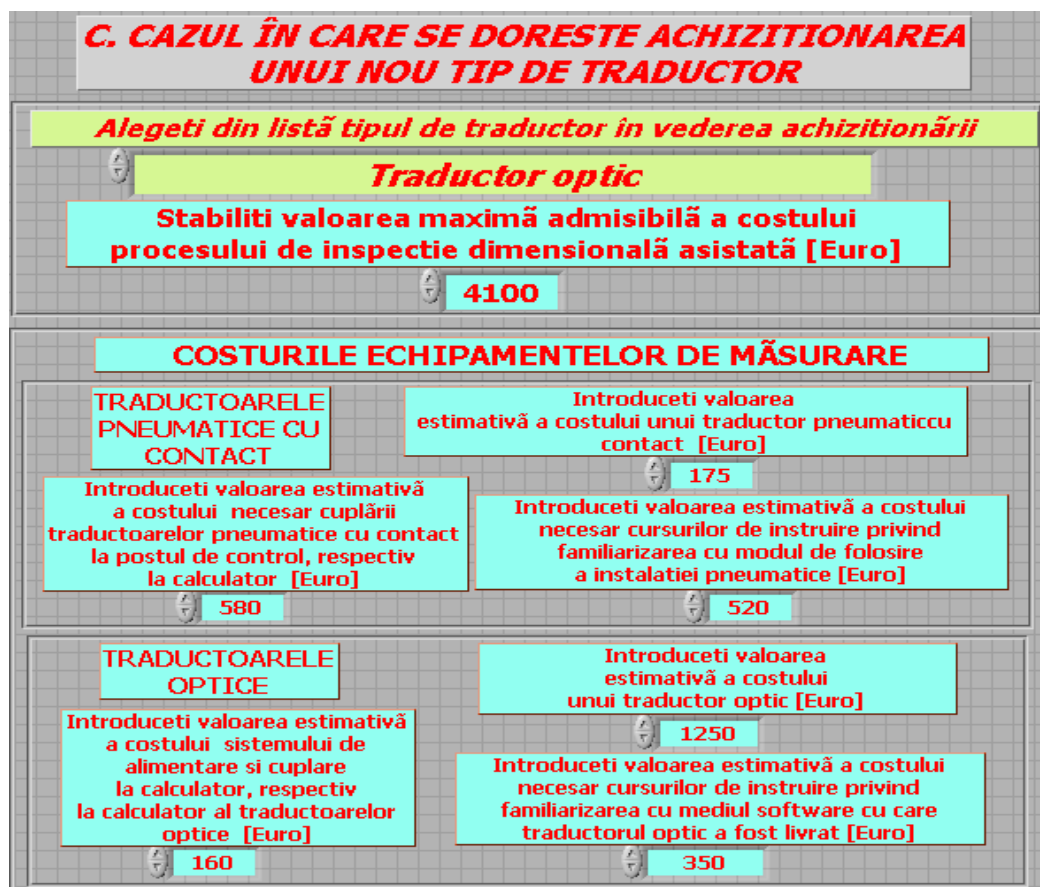 C. CAZUL ÎN CARE SE DORESTE ACHIZITIONAREA
UNUI NOU TIP DE TRADUCTOR
Alegeti din listã tipul de traductor în vederea achizitionãrii
Traductor optic
Stabiliti valoarea maximã admisibilã a costului
procesului de inspectie dimensionalã asistatã [Euro]
4100
COSTURILE ECHIPAMENTELOR DE MÃSURARE
TRADUCTOARELE
PNEUMATICE CU
CONTACT
Introduceti valoarea
estimativã a costului unui traductor pneumaticcu
contact [Euro]
175
Introduceti valoarea estimativã
a costului necesar cuplãrii
traductoarelor pneumatice cu contact
la postul de control, respectiv
la calculator [Euro]
580
Introduceti valoarea estimativã a costului
necesar cursurilor de instruire privind
familiarizarea cu modul de folosire
a instalatiei pneumatice [Euro]
520
TRADUCTOARELE
OPTICE
Introduceti valoarea
estimativã a costului
unui traductor optic [Euro]
1250
Introduceti valoarea estimativã
a costului sistemului de
alimentare si cuplare
la calculator, respectiv
la calculator al traductoarelor
optice [Euro]
160
Introduceti valoarea estimativã a costului
necesar cursurilor de instruire privind
familiarizarea cu mediul software cu care
traductorul optic a fost livrat [Euro]
350